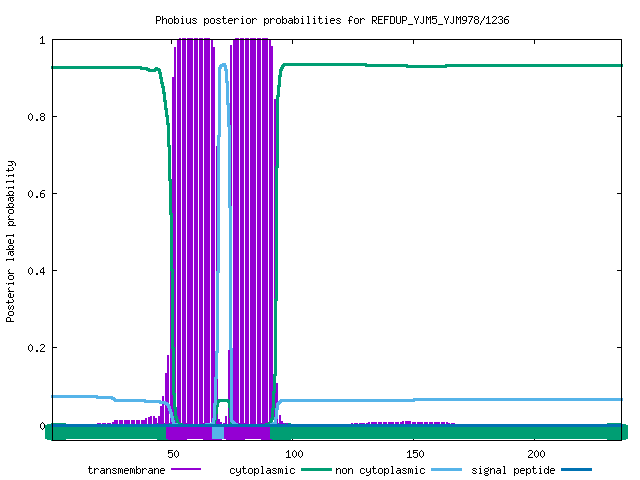 Phobius posterior probabilities for REFDUP_YJM5_YJM978/1236
1
0.8
0.6
0.4
0.2
0
Posterior label probability
50
100
150
200
transmembrane
cytoplasmic
non cytoplasmic
signal peptide